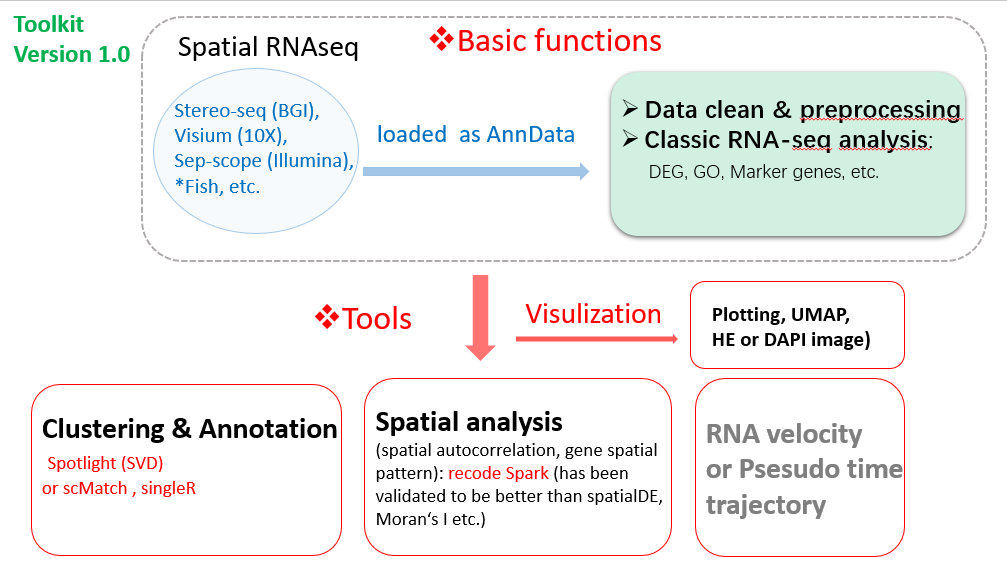 Toolkit
Version 1.0
Spatial RNAseq
❖Basic functions
Stereo-seq (BGI),
Visium (10X),
Sep-scope (Illumina),
*Fish, etc.
loaded as AnnData
➢ Data clean & preprocessing
➢ Classic RNA-seq analysis:
DEG, GO, Marker genes, etc.
❖Tools
Visulization
Plotting, UMAP,
HE or DAPI image)
Clustering & Annotation
Spotlight (SVD)
or scMatch , singleR
Spatial analysis
(spatial autocorrelation, gene spatial
pattern): recode Spark (has been
validated to be better than spatialDE,
Moran‘s I etc.)
RNA velocity
or Psesudo time
trajectory